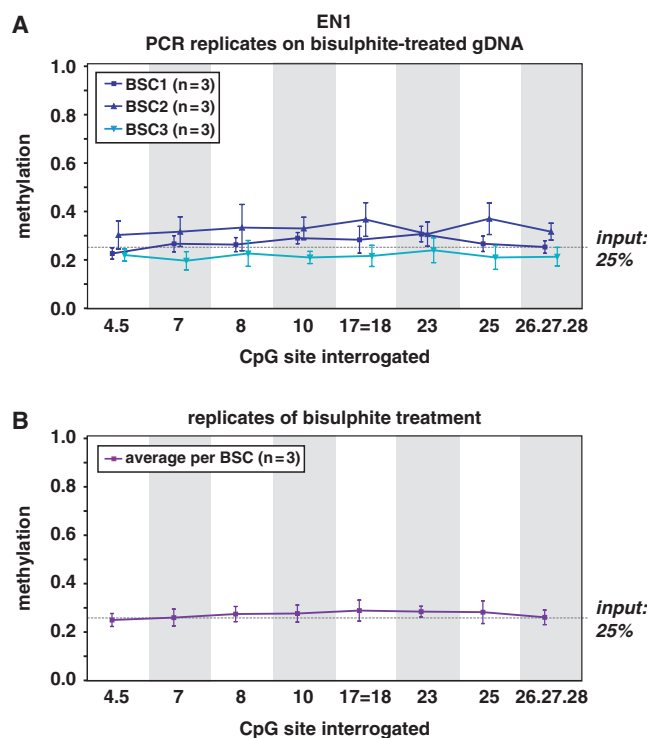 A
EN1
PCR replicates on bisulphite-treated gDNA
1.0
0.8
0.6
0.4
0.2
0.0
methylation
BSC1 (n=3)
BSC2 (n=3)
BSC3 (n=3)
input:
25%
4.5 7 8 10 17=18 23 25 26.27.28
CpG site interrogated
B
replicates of bisulphite treatment
1.0
0.8
0.6
0.4
0.2
0.0
methylation
average per BSC (n=3)
input:
25%
4.5 7 8 10 17=18 23 25 26.27.28
CpG site interrogated